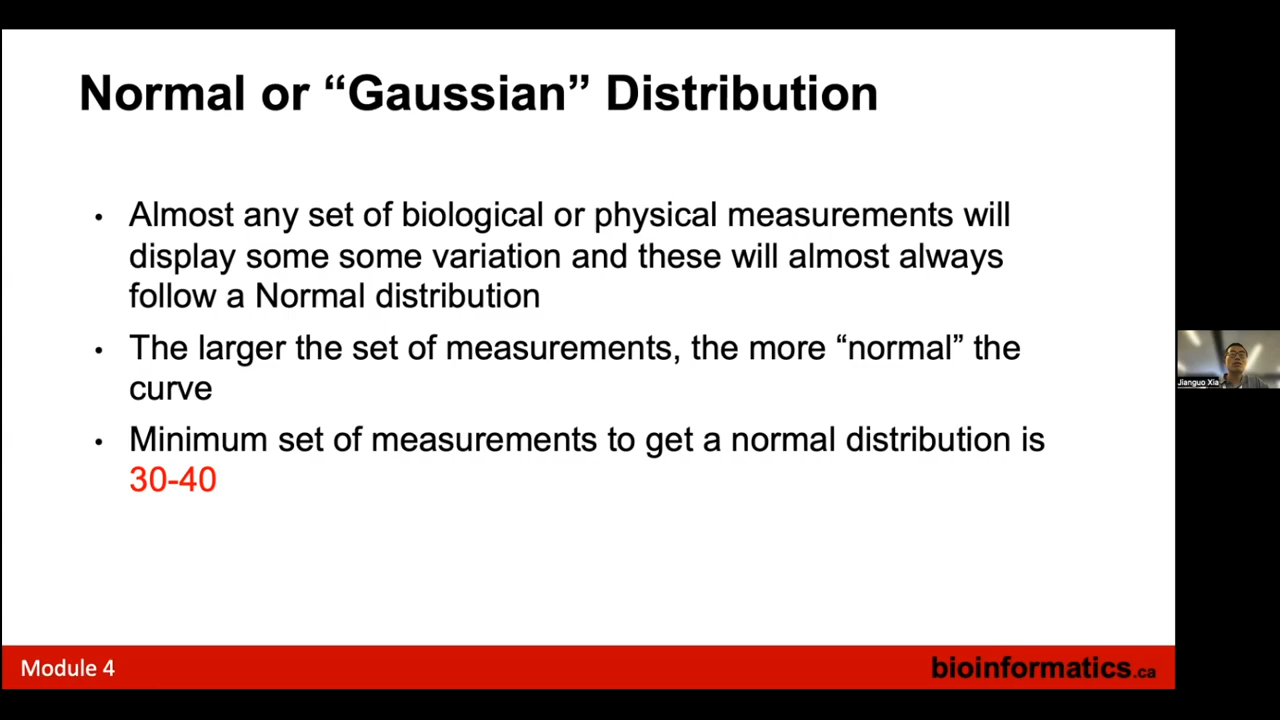 Normal or “Gaussian” Distribution
• Almost any set of biological or physical measurements will
display some some variation and these will almost always
follow a Normal distribution
• The larger the set of measurements, the more “normal” the
curve
• Minimum set of measurements to get a normal distribution is
30-40
Jianguo Xia
Module 4
bioinformatics.ca